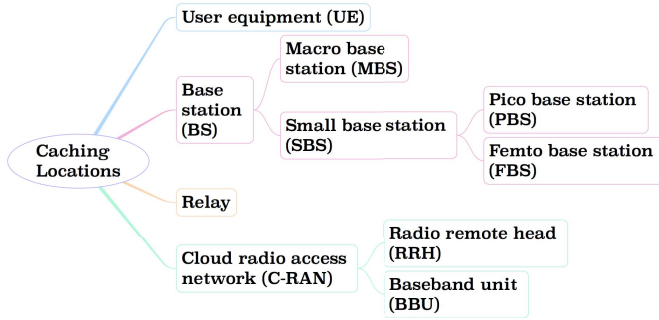 Caching
Locations
User equipment (UE)
Base
station
(BS)
Macro base
station (MBS)
Small base station
(SBS)
Pico base station
(PBS)
Femto base station
(FBS)
Relay
Cloud radio access
network (C-RAN)
Radio remote head
(RRH)
Baseband unit
(BBU)